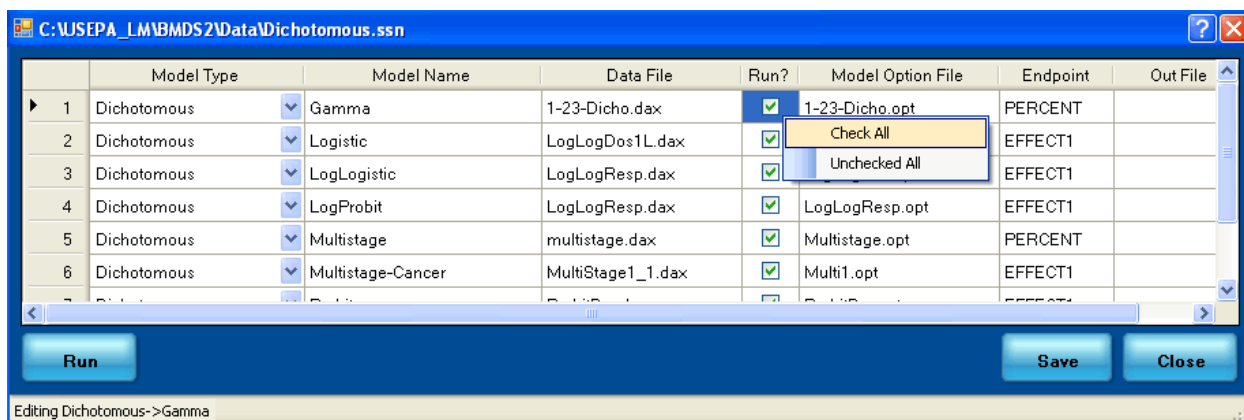 C:\USEPA_LM\BMDS2\Data\Dichotomous.ssn
Model Type Model Name Data File Run? Model Option File Endpoint Out File
1 Dichotomous Gamma 1-23-Dicho.dax 1-23-Dicho.opt PERCENT
Check All
2 Dichotomous Logistic LogLogDos1L.dax EFFECT1
Unchecked All
3 Dichotomous LogLogistic LogLogResp.dax EFFECT1
4 Dichotomous LogProbit LogLogResp.dax LogLogResp.opt EFFECT1
5 Dichotomous Multistage multistage.dax Multistage.opt PERCENT
6 Dichotomous Multistage-Cancer MultiStage1_1.dax Multi1.opt EFFECT1
Run Save Close
Editing Dichotomous->Gamma